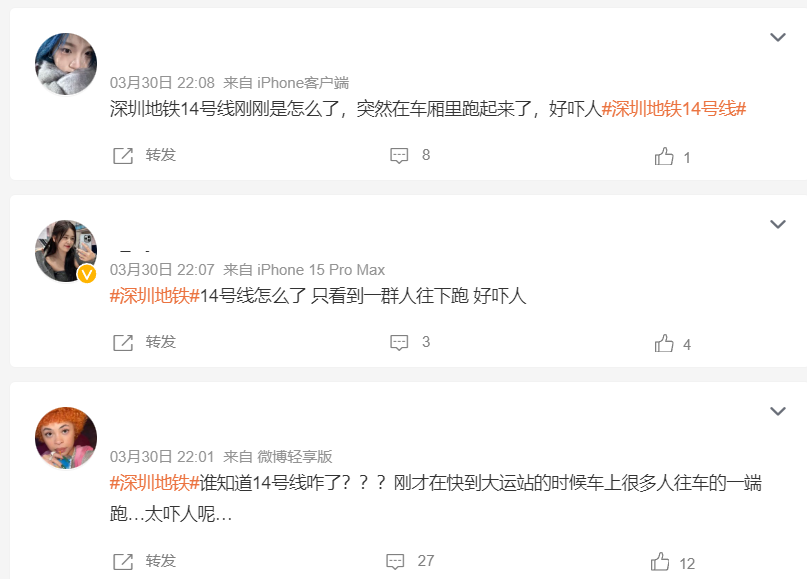 03月30日 22:08 来自 iPhone客户端
深圳地铁14号线刚刚是怎么了，突然在车厢里跑起来了，好吓人#深圳地铁14号线#
转发 8 1
03月30日 22:07 来自 iPhone 15 Pro Max
#深圳地铁#14号线怎么了 只看到一群人往下跑 好吓人
转发 3 4
03月30日 22:01 来自 微博轻享版
#深圳地铁#谁知道14号线咋了？？？刚才在快到大运站的时候车上很多人往车的一端
跑…太吓人呢…
转发 27 12